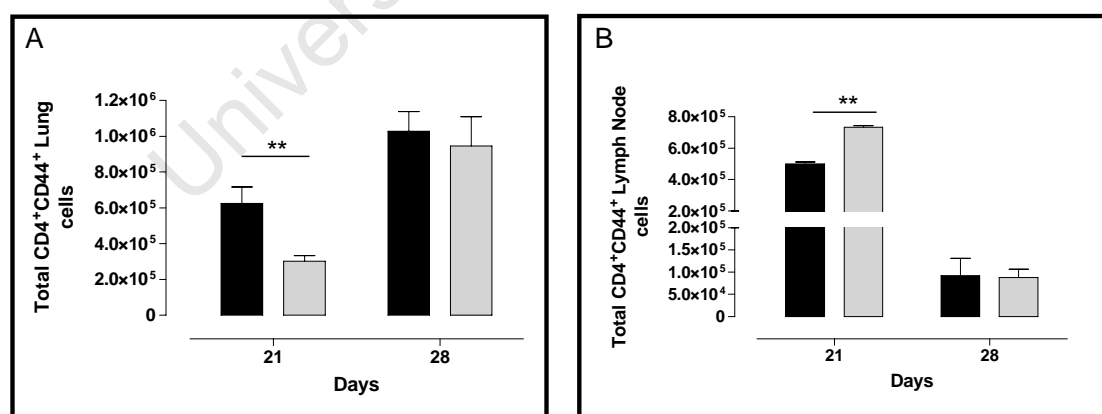 A
Total CD4⁺CD44⁺ Lung
cells
1.2×10⁶
1.0×10⁶
8.0×10⁵
6.0×10⁵
4.0×10⁵
2.0×10⁵
0
**
21
28
Days
Univers
B
Total CD4⁺CD44⁺ Lymph Node
cells
8.0×10⁵
6.0×10⁵
4.0×10⁵
2.0×10⁵
1.5×10⁵
1.0×10⁵
5.0×10⁴
0
**
21
28
Days